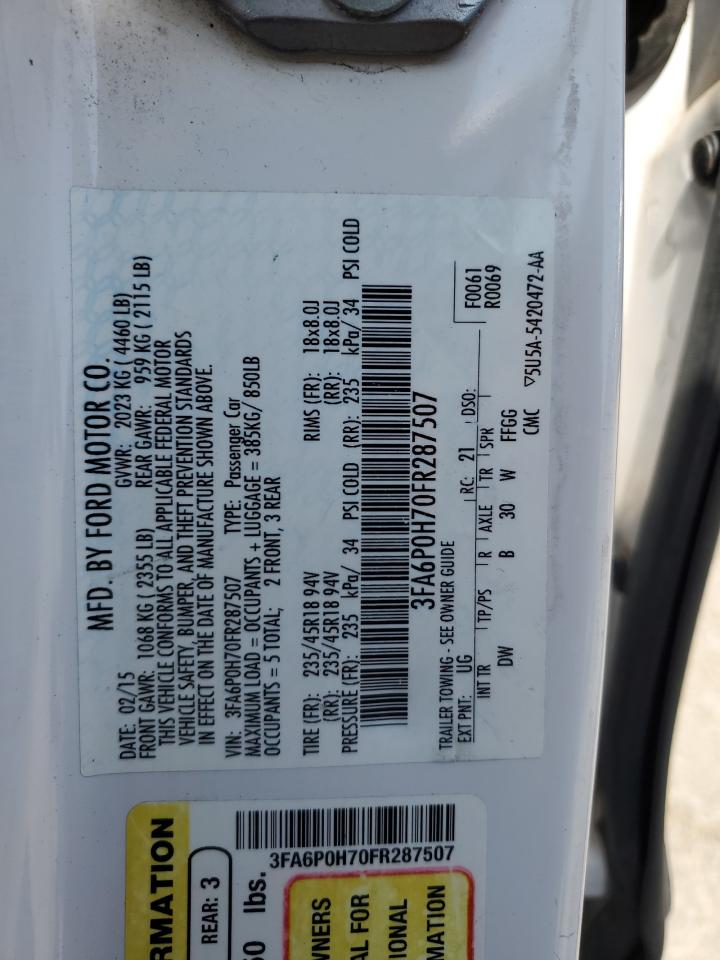 MFD. BY FORD MOTOR CO.
DATE: 02/15 GVWR: 2023 KG ( 4460 LB)
FRONT GAWR: 1068 KG ( 2355 LB) REAR GAWR: 959 KG ( 2115 LB)
THIS VEHICLE CONFORMS TO ALL APPLICABLE FEDERAL MOTOR
VEHICLE SAFETY, BUMPER, AND THEFT PREVENTION STANDARDS
IN EFFECT ON THE DATE OF MANUFACTURE SHOWN ABOVE.
VIN: 3FA6P0H70FR287507 TYPE: Passenger Car
MAXIMUM LOAD = OCCUPANTS + LUGGAGE = 385KG/ 850LB
OCCUPANTS = 5 TOTAL; 2 FRONT, 3 REAR
TIRE (FR): 235/45R18 94V RIMS (FR): 18x8.0J
(RR): 235/45R18 94V (RR): 18x8.0J
PRESSURE (FR): 235 kPa/ 34 PSI COLD (RR): 235 kPa/ 34 PSI COLD
3FA6P0H70FR287507
TRAILER TOWING - SEE OWNER GUIDE F0061
EXT PNT: UG RC: 21 DSO: R0069
INT TR TP/PS R AXLE TR SPR
DW B 30 W FFGG
CMC ▽5U5A-5420472-AA
RMATION
REAR: 3
lbs.
3FA6P0H70FR287507
WNERS
AL FOR
IONAL
MATION